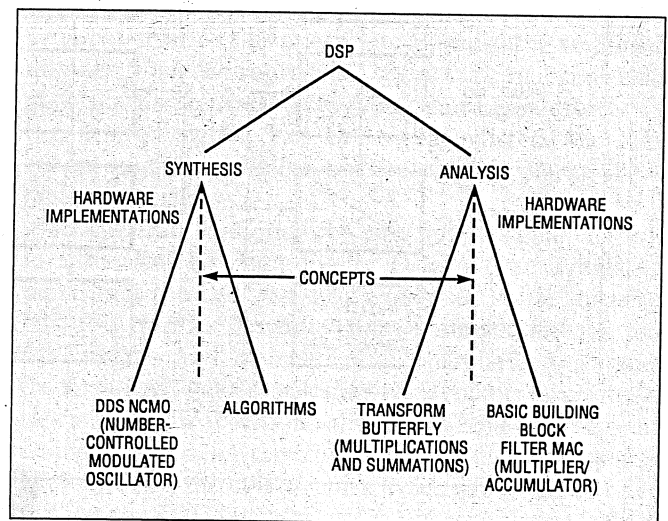 DSP
SYNTHESIS
ANALYSIS
HARDWARE
IMPLEMENTATIONS
HARDWARE
IMPLEMENTATIONS
CONCEPTS
DDS NCMO
(NUMBER-
CONTROLLED
MODULATED
OSCILLATOR)
ALGORITHMS
TRANSFORM
BUTTERFLY
(MULTIPLICATIONS
AND SUMMATIONS)
BASIC BUILDING
BLOCK
FILTER MAC
(MULTIPLIER/
ACCUMULATOR)